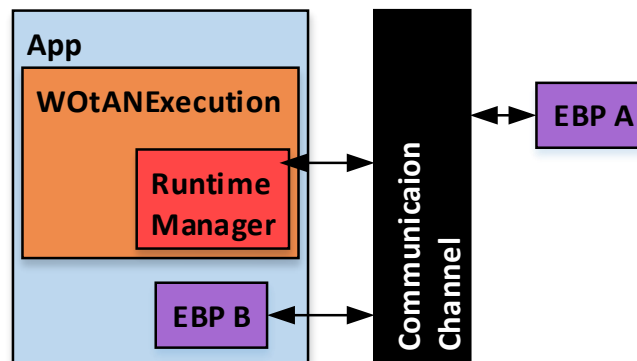 App
WOtANExecution
Runtime
Manager
EBP B
Communicaion
Channel
EBP A